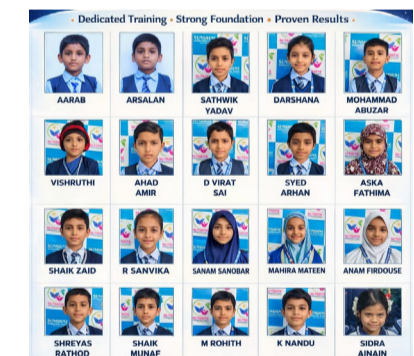 • Dedicated Training • Strong Foundation • Proven Results •
AARAB
ARSALAN
SATHWIK
YADAV
DARSHANA
MOHAMMAD
ABUZAR
VISHRUTHI
AHAD
AMIR
D VIRAT
SAI
SYED
ARHAN
ASKA
FATHIMA
SHAIK ZAID
R SANVIKA
SANAM SANOBAR
MAHIRA MATEEN
ANAM FIRDOUSE
SHREYAS
RATHOD
SHAIK
MUNAF
M ROHITH
K NANDU
SIDRA
AINAIN